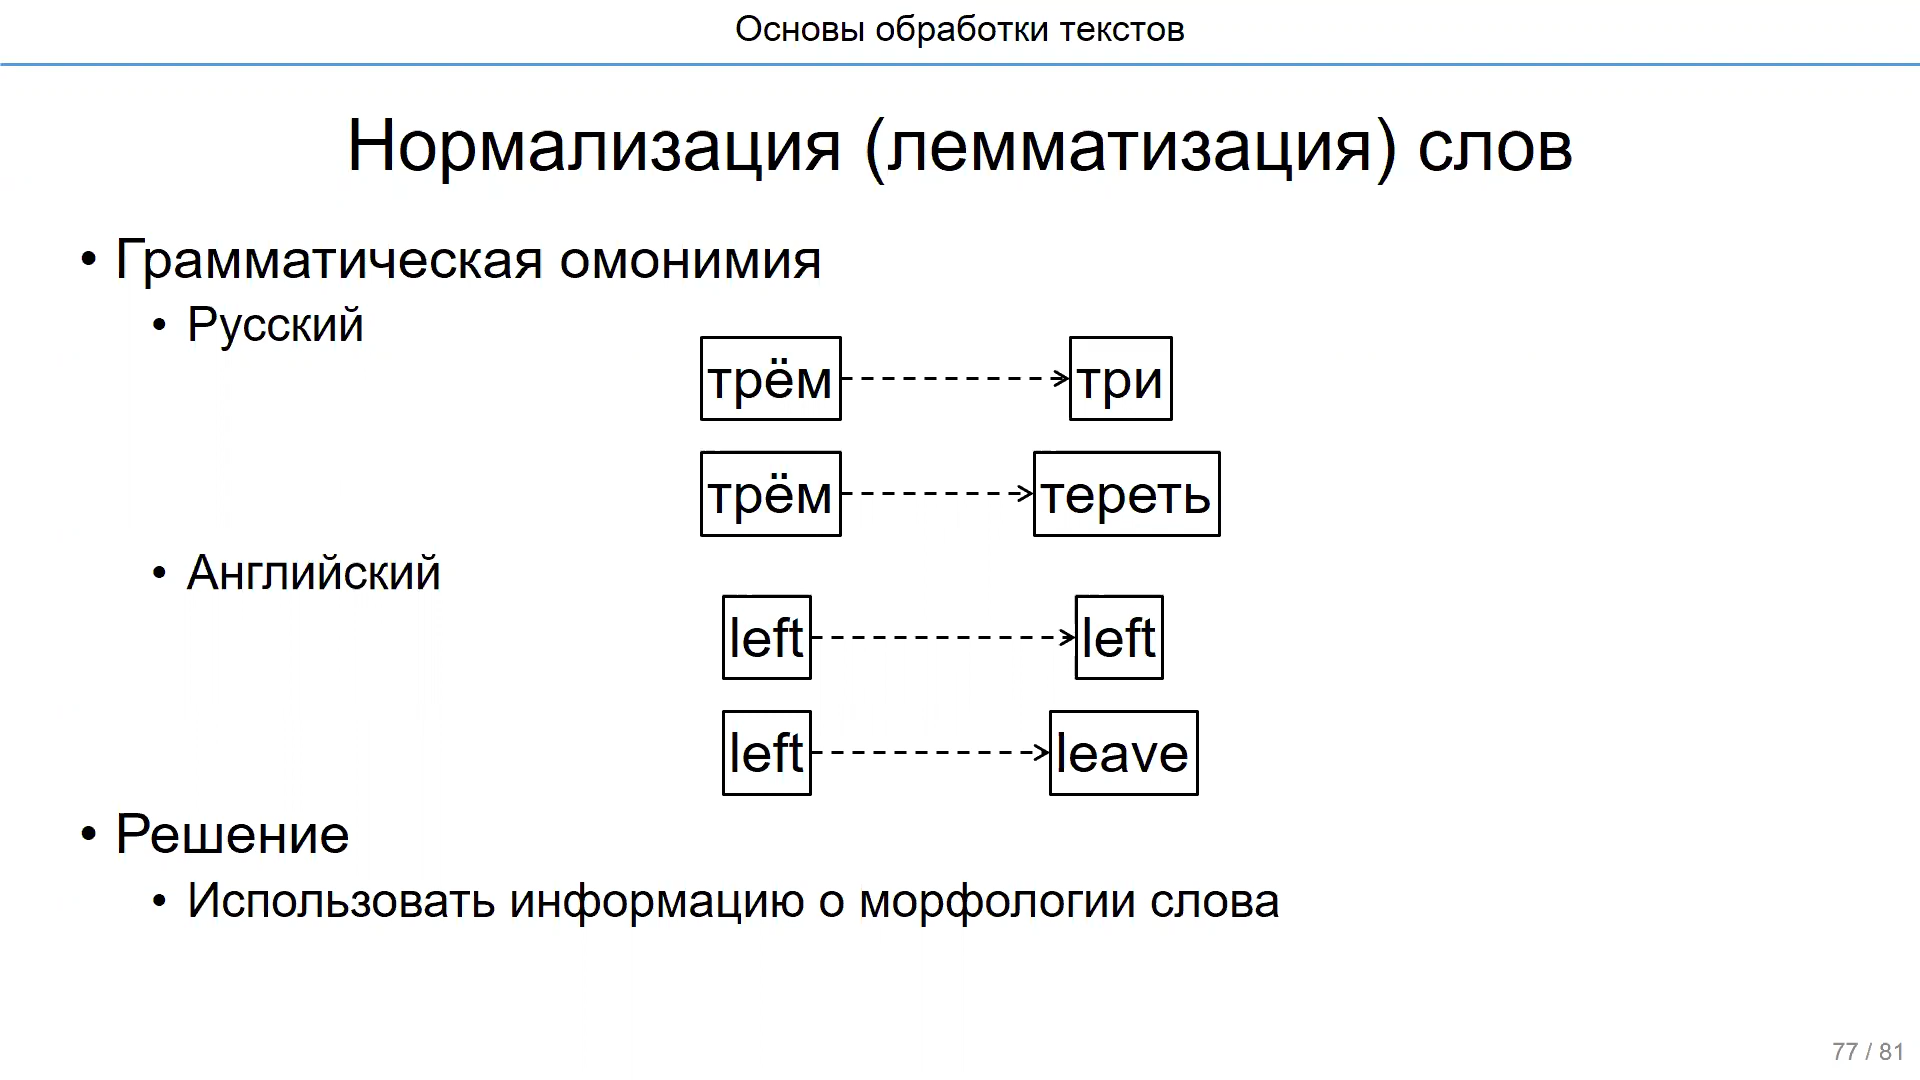 Основы обработки текстов
Нормализация (лемматизация) слов
• Грамматическая омонимия
• Русский
трём три
трём тереть
• Английский
left left
left leave
• Решение
• Использовать информацию о морфологии слова
77 / 81